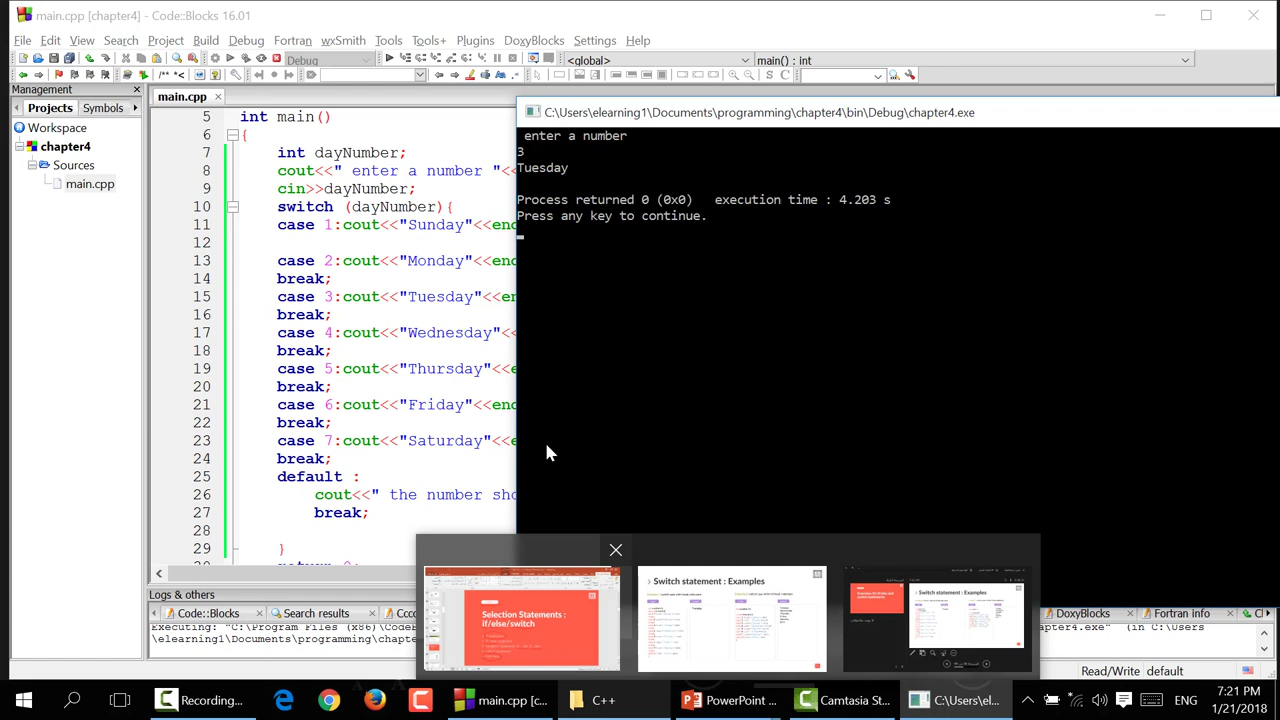 main.cpp [chapter4] - Code::Blocks 16.01
File Edit View Search Project Build Debug Fortran wxSmith Tools Tools+ Plugins DoxyBlocks Settings Help
Debug
<global> main() : int
Management
Projects Symbols
Workspace
chapter4
Sources
main.cpp
main.cpp
5 int main()
6 {
7 int dayNumber;
8 cout<<" enter a number "<<
9 cin>>dayNumber;
10 switch (dayNumber){
11 case 1:cout<<"Sunday"<<end
12
13 case 2:cout<<"Monday"<<end
14 break;
15 case 3:cout<<"Tuesday"<<en
16 break;
17 case 4:cout<<"Wednesday"<<
18 break;
19 case 5:cout<<"Thursday"<<e
20 break;
21 case 6:cout<<"Friday"<<end
22 break;
23 case 7:cout<<"Saturday"<<e
24 break;
25 default :
26 cout<<" the number sho
27 break;
28
29 }
C:\Users\elearning1\Documents\programming\chapter4\bin\Debug\chapter4.exe
enter a number
3
Tuesday
Process returned 0 (0x0) execution time : 4.203 s
Press any key to continue.
Selection Statements :
if/else/switch
Switch statement : Examples
Switch statement : Examples
Logs & others
Search results
\elearning1\Documents\programming\chapt
Read/Write default
Recording...
main.cpp [c...
C++
PowerPoint ...
Camtasia St...
C:\Users\el...
ENG
7:21 PM
1/21/2018